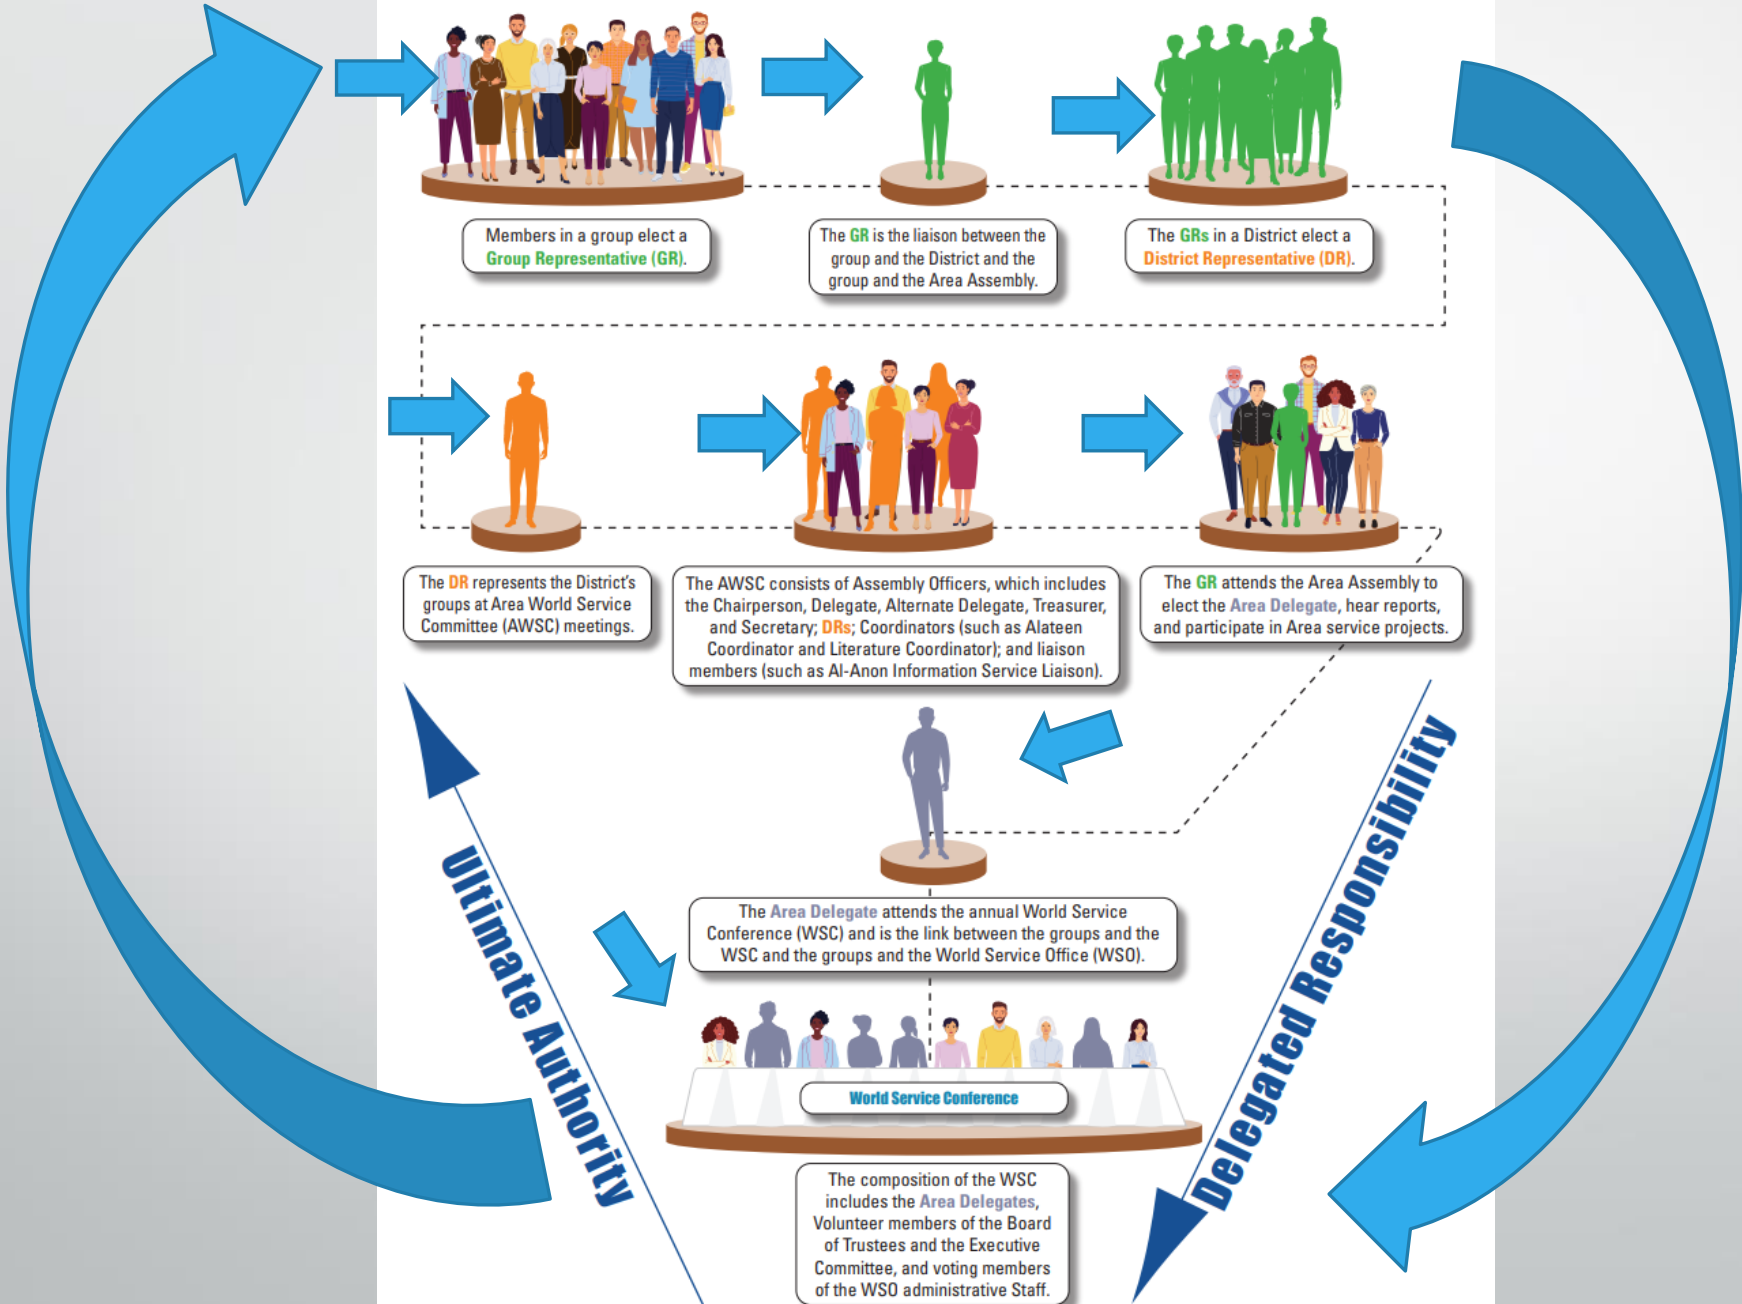 Members in a group elect a
Group Representative (GR).
The GR is the liaison between the
group and the District and the
group and the Area Assembly.
The GRs in a District elect a
District Representative (DR).
The DR represents the District's
groups at Area World Service
Committee (AWSC) meetings.
The AWSC consists of Assembly Officers, which includes
the Chairperson, Delegate, Alternate Delegate, Treasurer,
and Secretary; DRs; Coordinators (such as Alateen
Coordinator and Literature Coordinator); and liaison
members (such as Al-Anon Information Service Liaison).
The GR attends the Area Assembly to
elect the Area Delegate, hear reports,
and participate in Area service projects.
Ultimate Authority
Delegated Responsibility
The Area Delegate attends the annual World Service
Conference (WSC) and is the link between the groups and the
WSC and the groups and the World Service Office (WSO).
World Service Conference
The composition of the WSC
includes the Area Delegates,
Volunteer members of the Board
of Trustees and the Executive
Committee, and voting members
of the WSO administrative Staff.